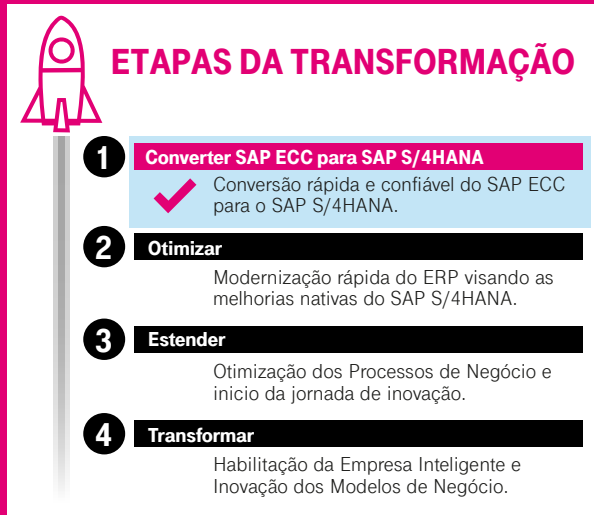 ETAPAS DA TRANSFORMAÇÃO
1
Converter SAP ECC para SAP S/4HANA
Conversão rápida e confiável do SAP ECC
para o SAP S/4HANA.
2
Otimizar
Modernização rápida do ERP visando as
melhorias nativas do SAP S/4HANA.
3
Estender
Otimização dos Processos de Negócio e
inicio da jornada de inovação.
4
Transformar
Habilitação da Empresa Inteligente e
Inovação dos Modelos de Negócio.